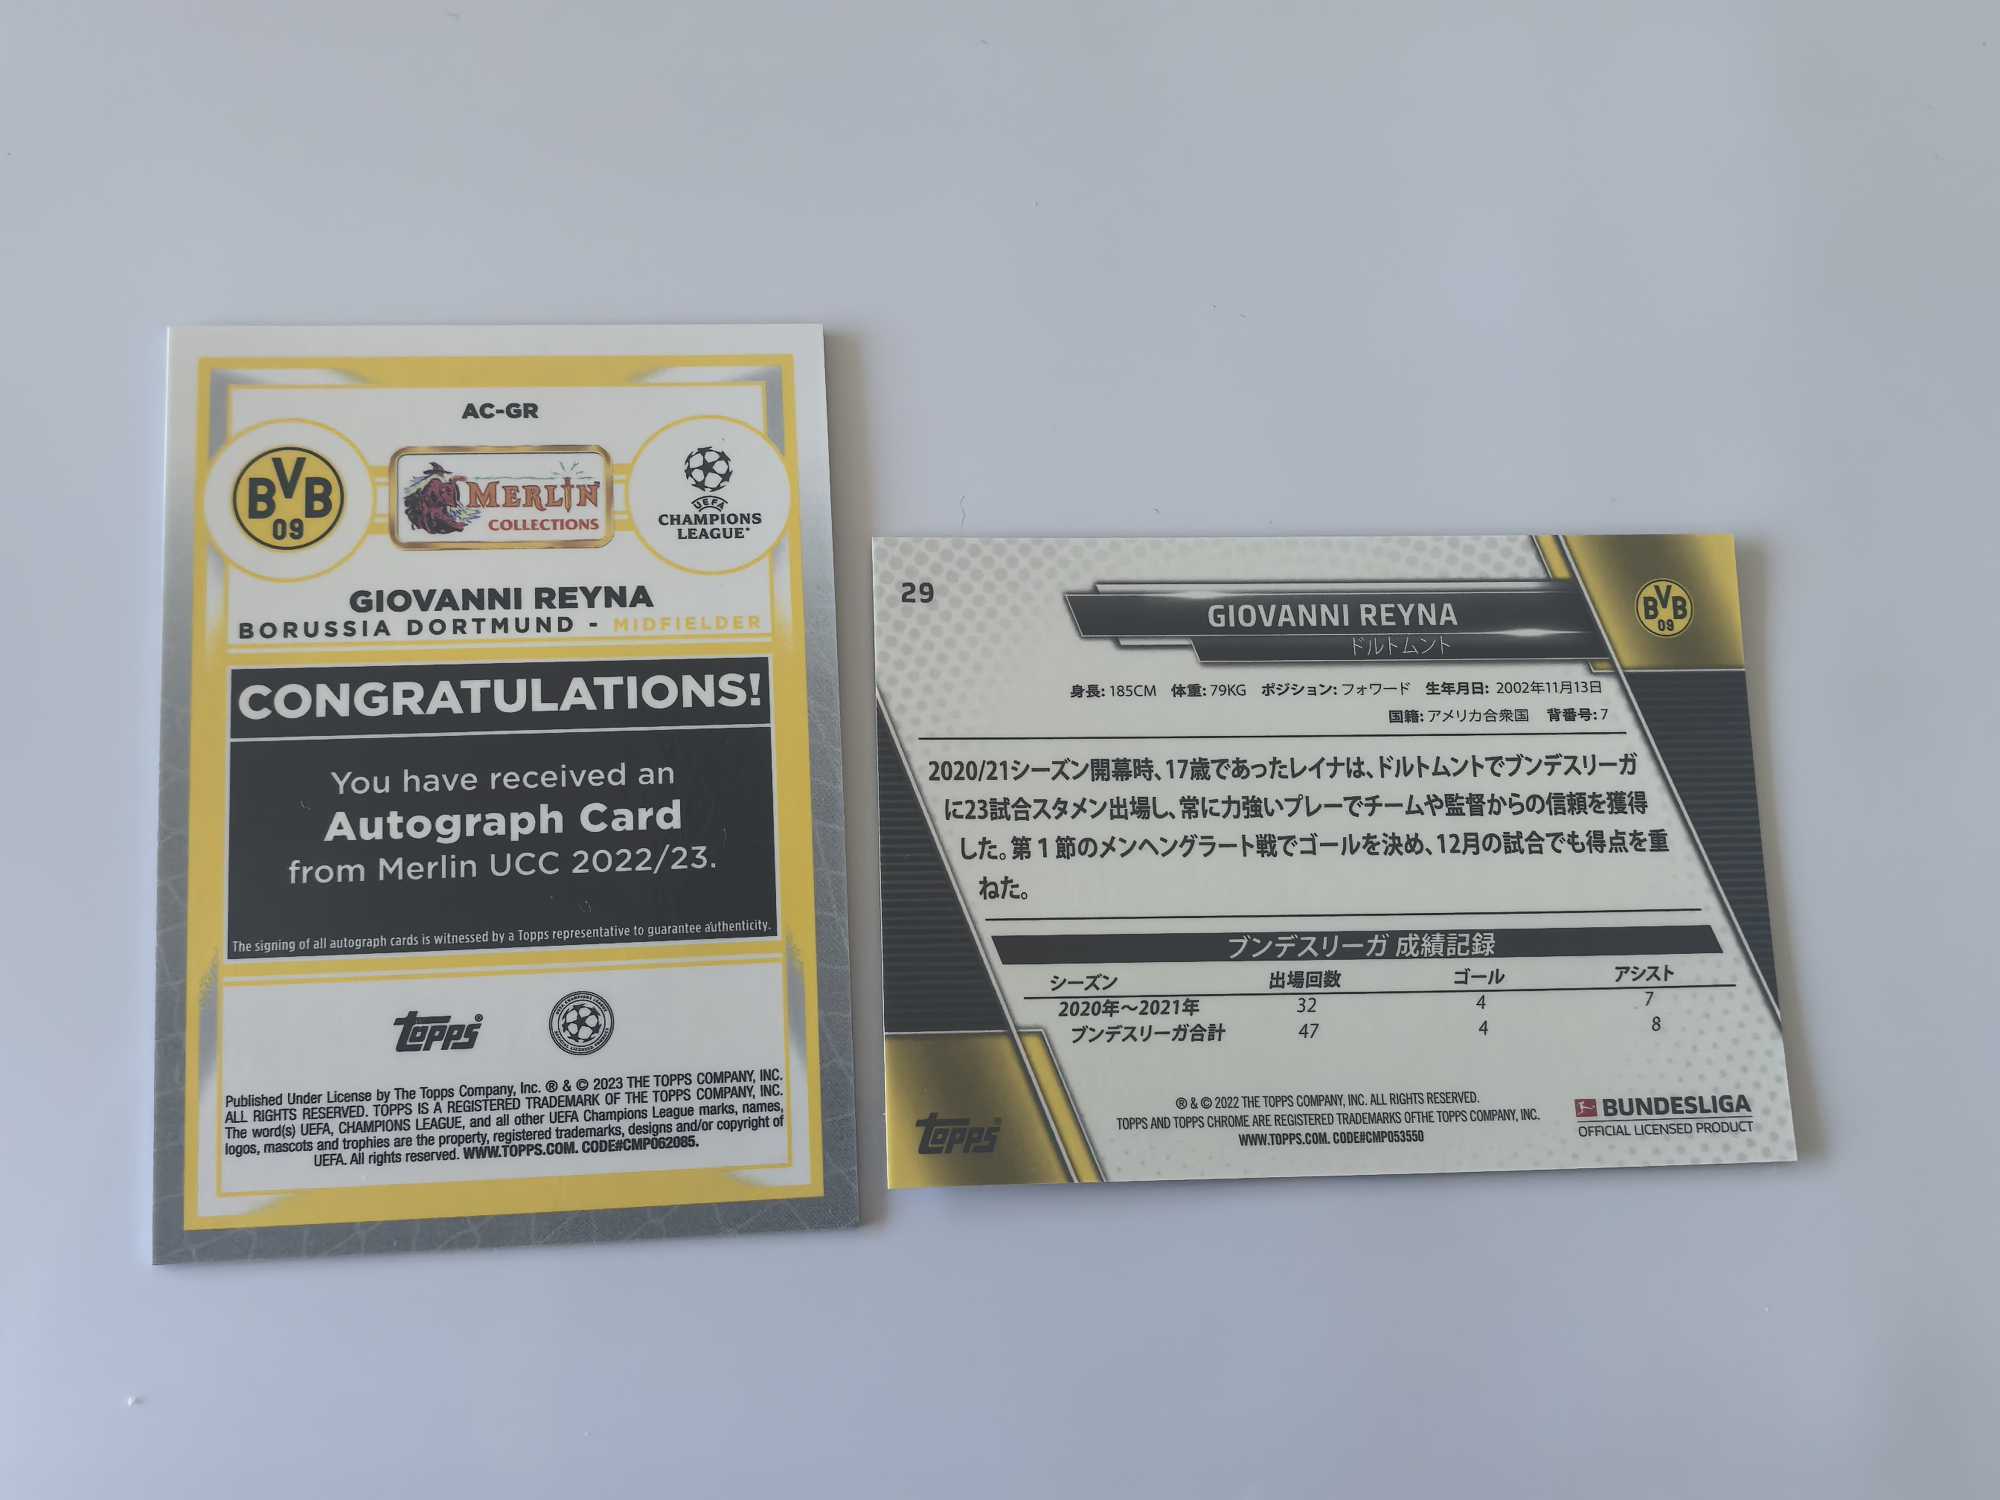 AC-GR
BVB
09
MERLIN
COLLECTIONS
UEFA
CHAMPIONS
LEAGUE
GIOVANNI REYNA
BORUSSIA DORTMUND - MIDFIELDER
CONGRATULATIONS!
You have received an
Autograph Card
from Merlin UCC 2022/23.
The signing of all autograph cards is witnessed by a Topps representative to guarantee authenticity.
Topps®
Published Under License by The Topps Company, Inc. ® & © 2023 THE TOPPS COMPANY, INC.
ALL RIGHTS RESERVED. TOPPS IS A REGISTERED TRADEMARK OF THE TOPPS COMPANY, INC.
The word(s) UEFA, CHAMPIONS LEAGUE, and all other UEFA Champions League marks, names,
logos, mascots and trophies are the property, registered trademarks, designs and/or copyright of
UEFA. All rights reserved. WWW.TOPPS.COM. CODE#CMP062085.
29
GIOVANNI REYNA
ドルトムント
BVB
09
身長: 185CM 体重: 79KG ポジション: フォワード 生年月日: 2002年11月13日
国籍: アメリカ合衆国 背番号: 7
2020/21シーズン開幕時、17歳であったレイナは、ドルトムントでブンデスリーガ
に23試合スタメン出場し、常に力強いプレーでチームや監督からの信頼を獲得
した。第1節のメンヘングラート戦でゴールを決め、12月の試合でも得点を重
ねた。
ブンデスリーガ 成績記録
シーズン 出場回数 ゴール アシスト
2020年〜2021年 32 4 7
ブンデスリーガ合計 47 4 8
® & © 2022 THE TOPPS COMPANY, INC. ALL RIGHTS RESERVED.
TOPPS AND TOPPS CHROME ARE REGISTERED TRADEMARKS OFTHE TOPPS COMPANY, INC.
WWW.TOPPS.COM. CODE#CMP053550
Topps
BUNDESLIGA
OFFICIAL LICENSED PRODUCT